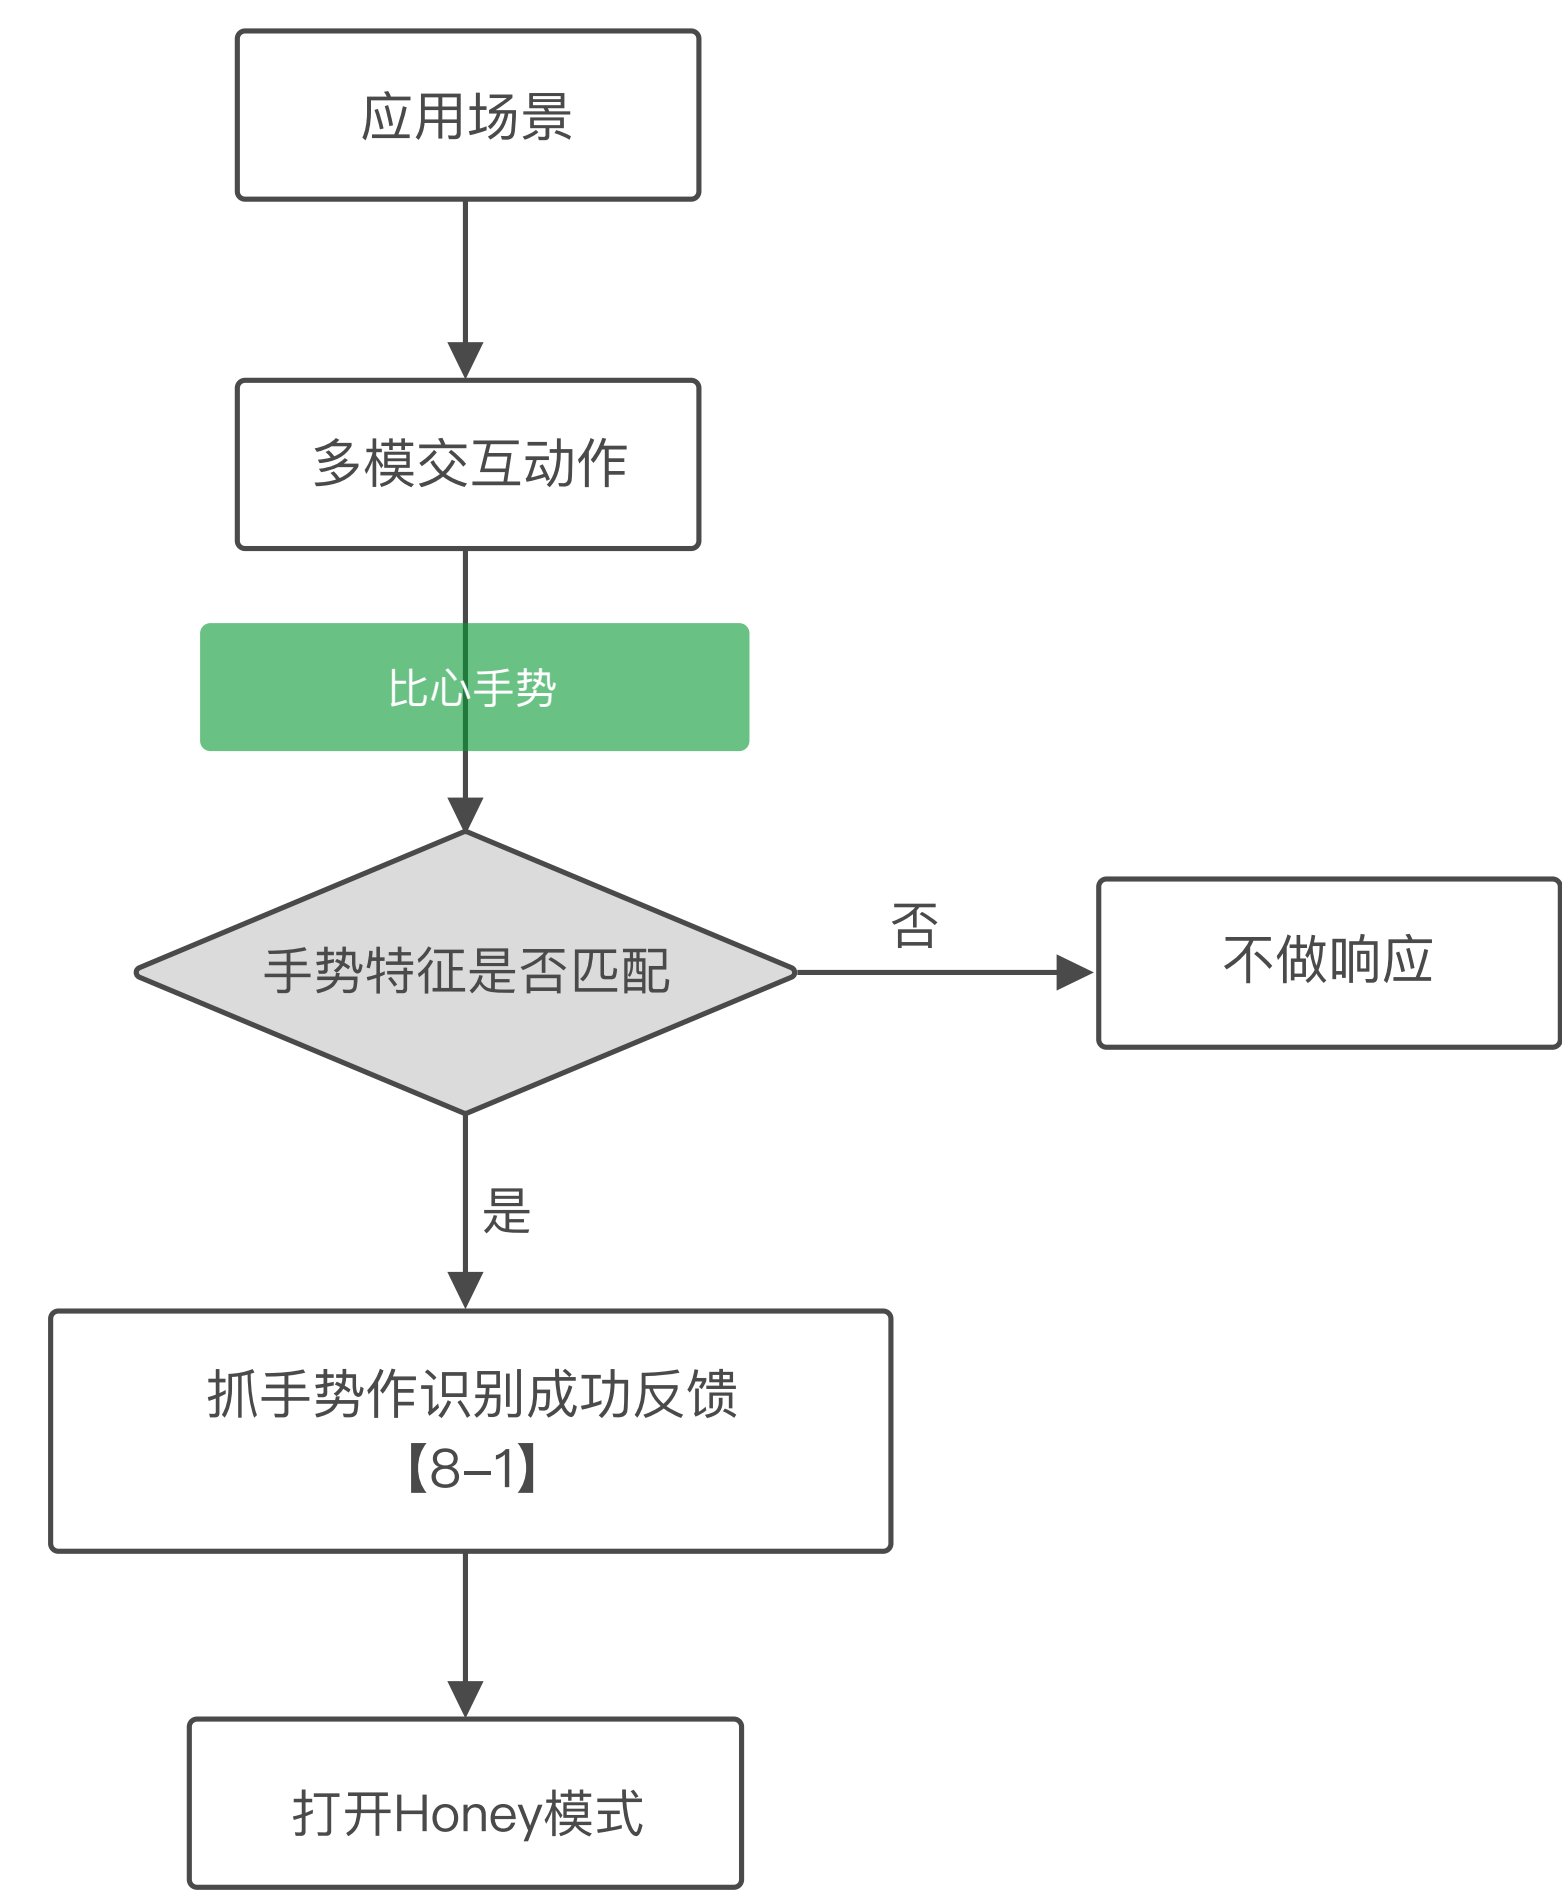 应用场景
多模交互动作
比心手势
手势特征是否匹配
否
不做响应
是
抓手势作识别成功反馈
【8-1】
打开Honey模式